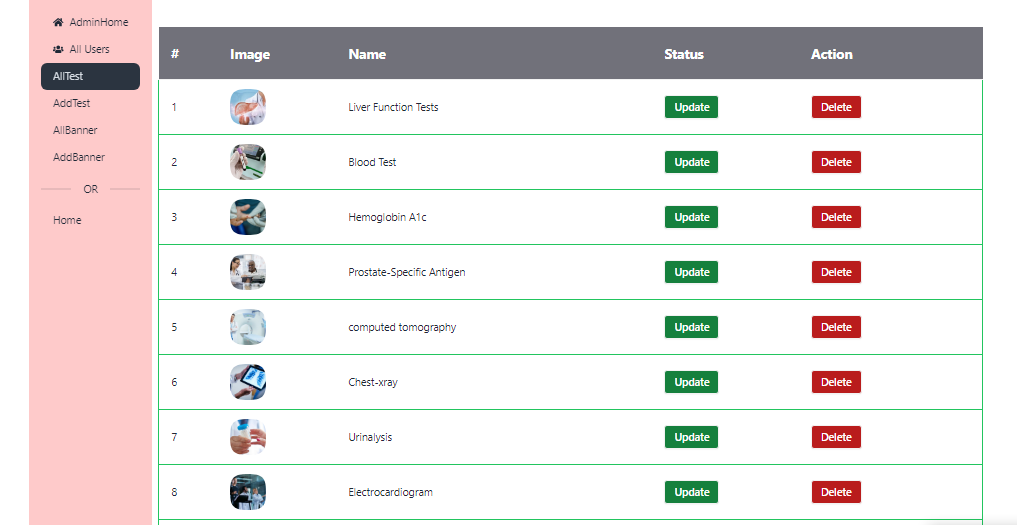 AdminHome
All Users
AllTest
AddTest
AllBanner
AddBanner
OR
Home
# Image Name Status Action
1 Liver Function Tests Update Delete
2 Blood Test Update Delete
3 Hemoglobin A1c Update Delete
4 Prostate-Specific Antigen Update Delete
5 computed tomography Update Delete
6 Chest-xray Update Delete
7 Urinalysis Update Delete
8 Electrocardiogram Update Delete